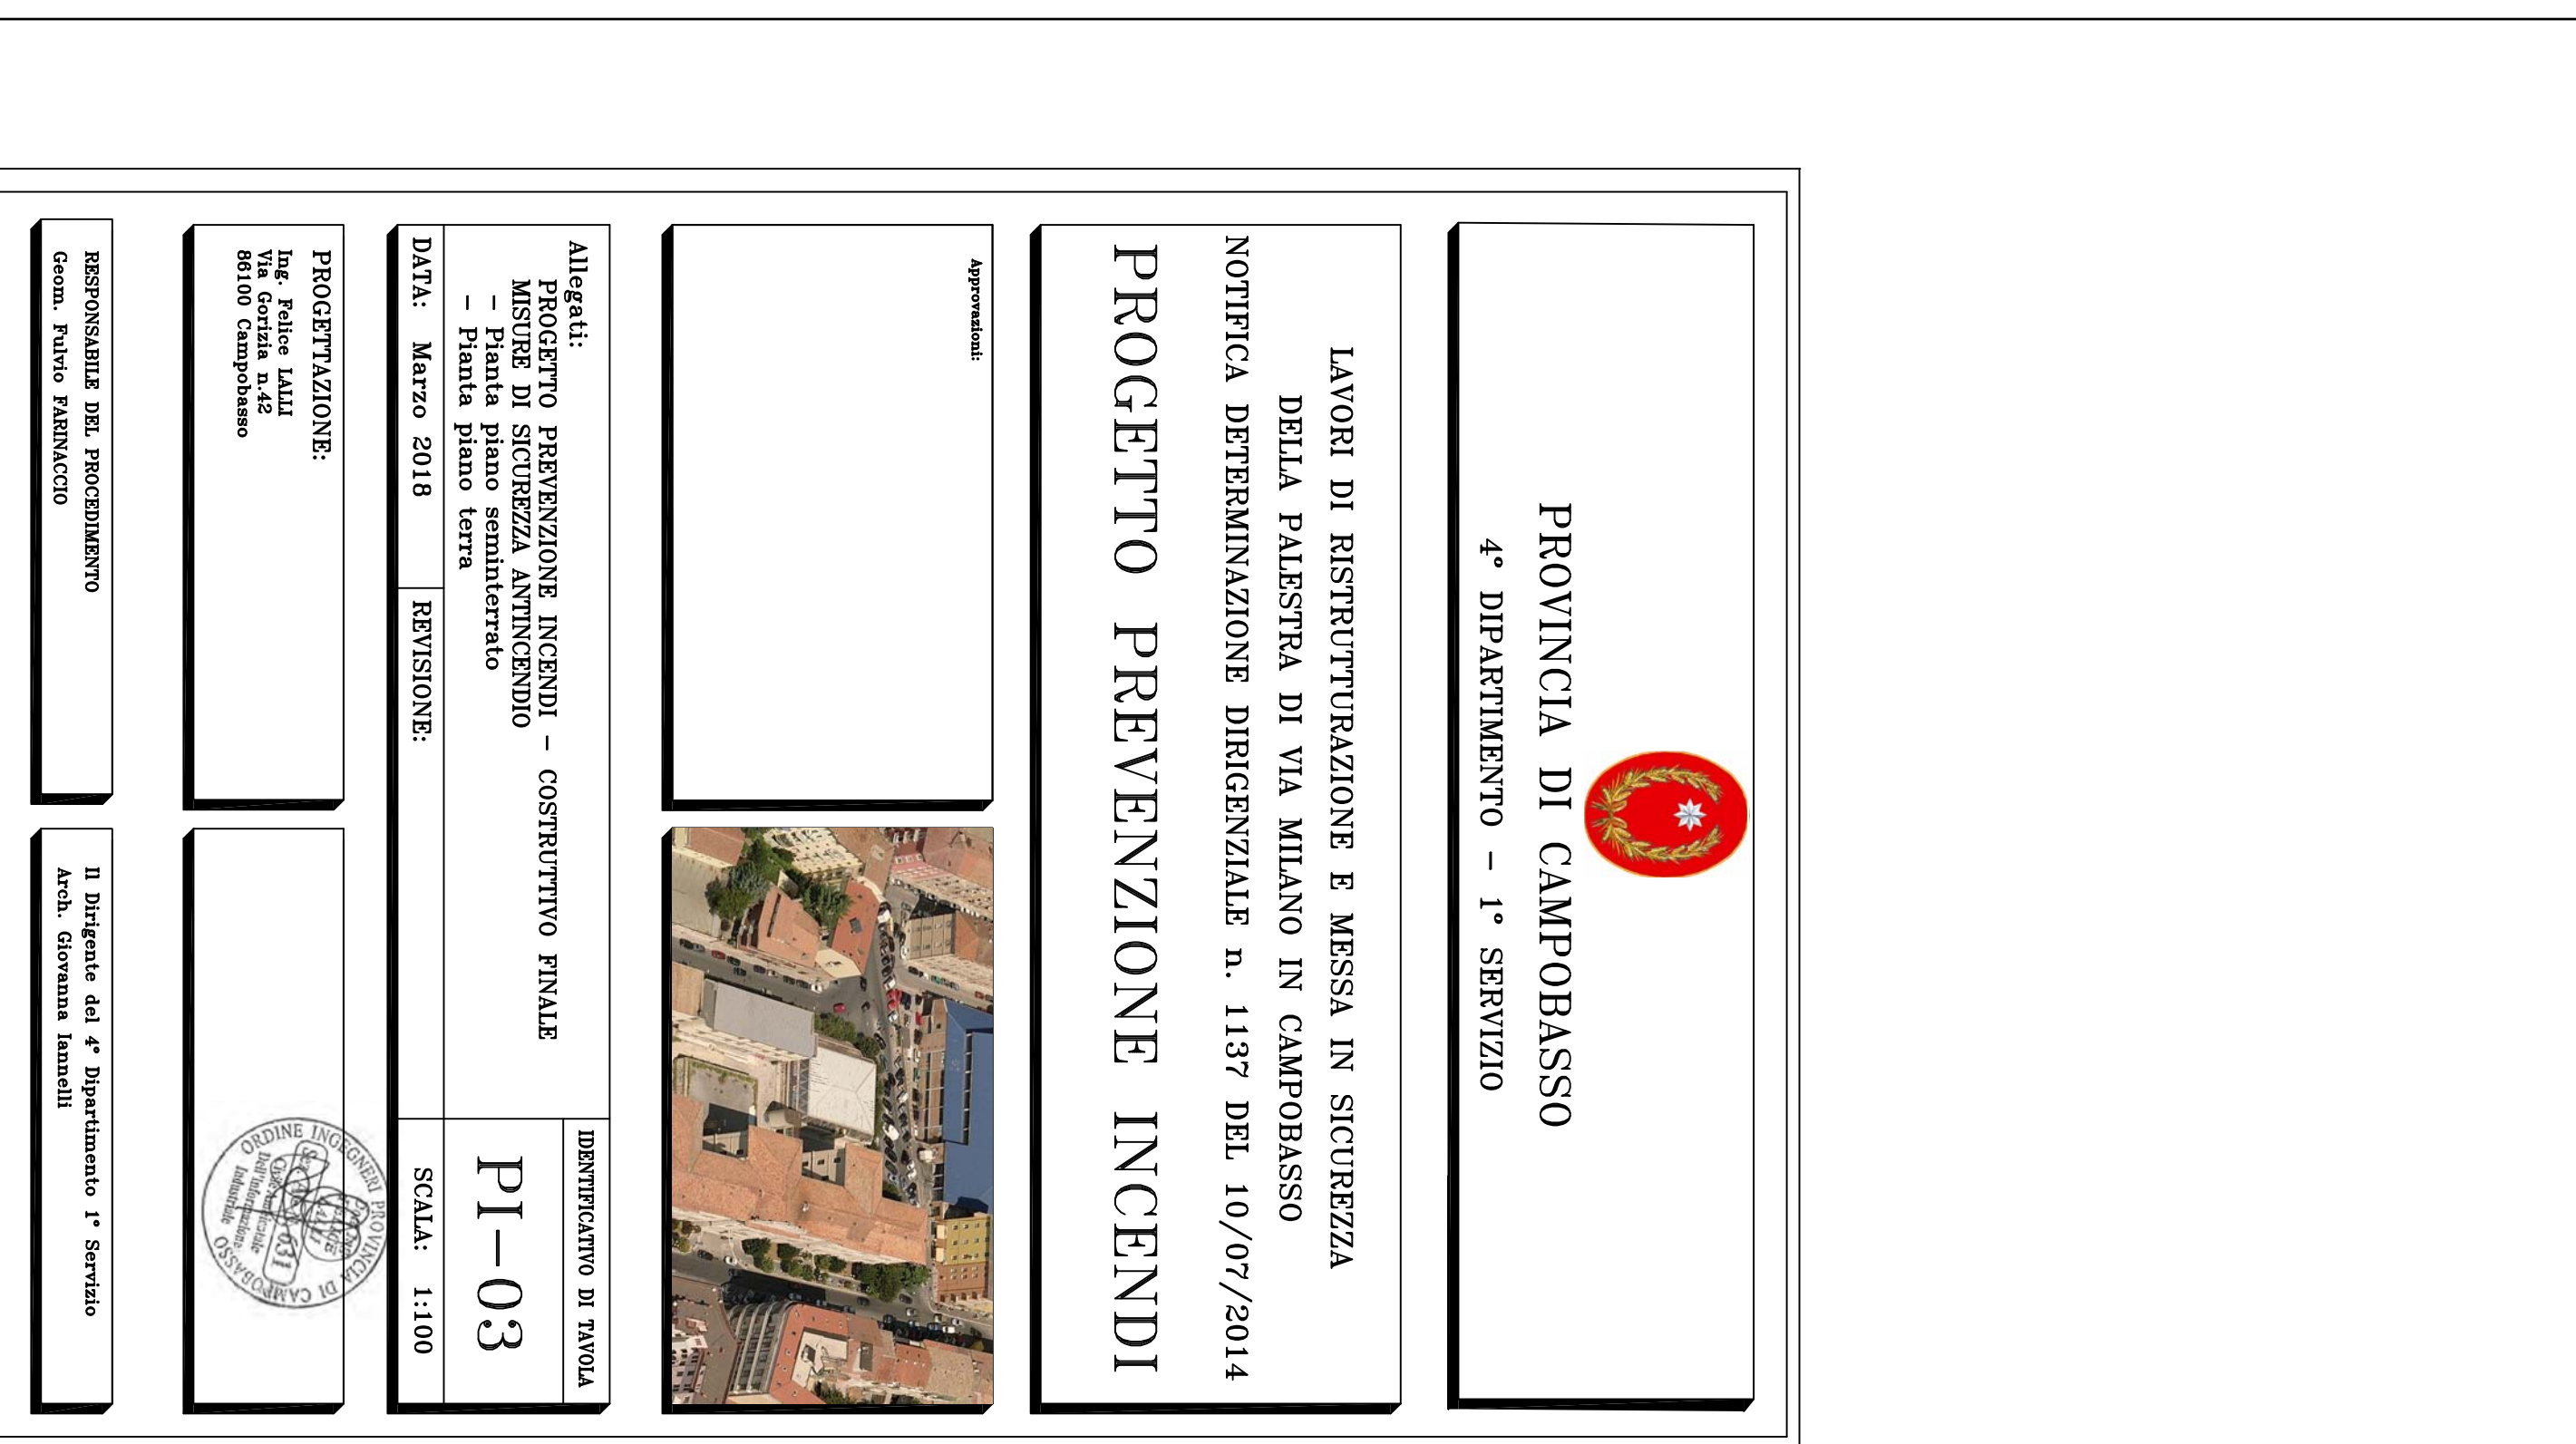 PROVINCIA DI CAMPOBASSO
4° DIPARTIMENTO - 1° SERVIZIO
LAVORI DI RISTRUTTURAZIONE E MESSA IN SICUREZZA
DELLA PALESTRA DI VIA MILANO IN CAMPOBASSO
NOTIFICA DETERMINAZIONE DIRIGENZIALE n. 1137 DEL 10/07/2014
PROGETTO PREVENZIONE INCENDI
Approvazioni:
Allegati:
PROGETTO PREVENZIONE INCENDI - COSTRUTTIVO FINALE
MISURE DI SICUREZZA ANTINCENDIO
- Pianta piano seminterrato
- Pianta piano terra
IDENTIFICATIVO DI TAVOLA
PI-03
DATA: Marzo 2018
REVISIONE:
SCALA: 1:100
PROGETTAZIONE:
Ing. Felice LALLI
Via Gorizia n.42
86100 Campobasso
ORDINE INGEGNERI PROVINCIA DI CAMPOBASSO
Dell'informazione
Industriale
RESPONSABILE DEL PROCEDIMENTO
Geom. Fulvio FARINACCIO
Il Dirigente del 4° Dipartimento 1° Servizio
Arch. Giovanna Iannelli